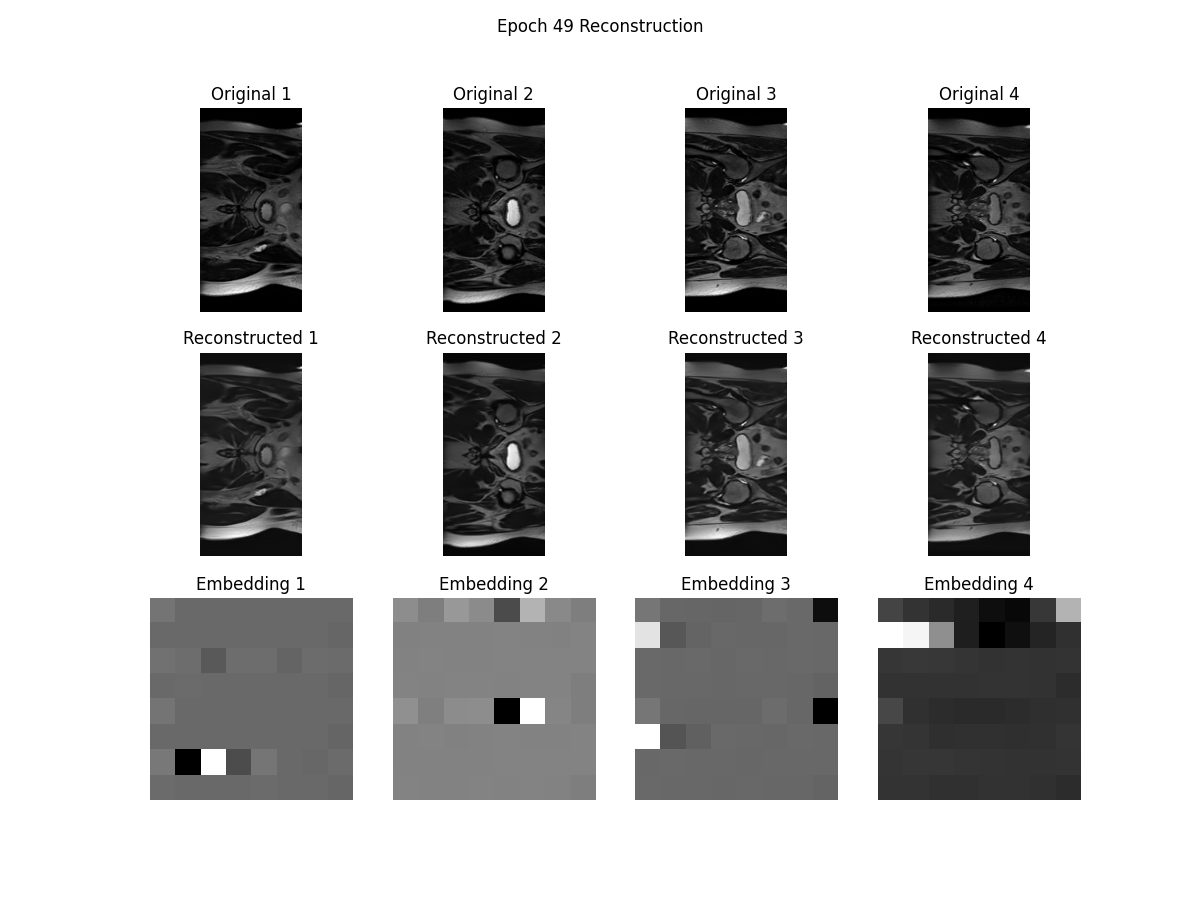 Epoch 49 Reconstruction
Original 1
Original 2
Original 3
Original 4
Reconstructed 1
Reconstructed 2
Reconstructed 3
Reconstructed 4
Embedding 1
Embedding 2
Embedding 3
Embedding 4